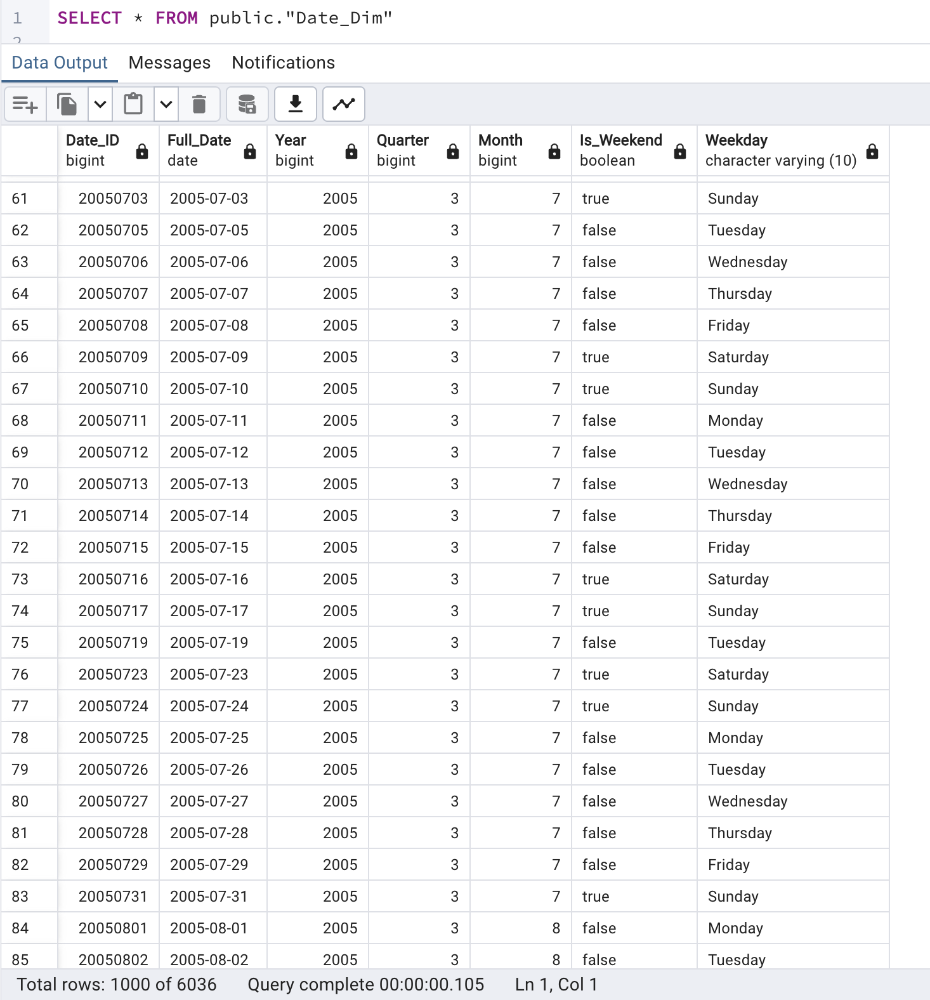 1 SELECT * FROM public."Date_Dim"
2
Data Output Messages Notifications
Date_ID Full_Date Year Quarter Month Is_Weekend Weekday
bigint date bigint bigint bigint boolean character varying (10)
61 20050703 2005-07-03 2005 3 7 true Sunday
62 20050705 2005-07-05 2005 3 7 false Tuesday
63 20050706 2005-07-06 2005 3 7 false Wednesday
64 20050707 2005-07-07 2005 3 7 false Thursday
65 20050708 2005-07-08 2005 3 7 false Friday
66 20050709 2005-07-09 2005 3 7 true Saturday
67 20050710 2005-07-10 2005 3 7 true Sunday
68 20050711 2005-07-11 2005 3 7 false Monday
69 20050712 2005-07-12 2005 3 7 false Tuesday
70 20050713 2005-07-13 2005 3 7 false Wednesday
71 20050714 2005-07-14 2005 3 7 false Thursday
72 20050715 2005-07-15 2005 3 7 false Friday
73 20050716 2005-07-16 2005 3 7 true Saturday
74 20050717 2005-07-17 2005 3 7 true Sunday
75 20050719 2005-07-19 2005 3 7 false Tuesday
76 20050723 2005-07-23 2005 3 7 true Saturday
77 20050724 2005-07-24 2005 3 7 true Sunday
78 20050725 2005-07-25 2005 3 7 false Monday
79 20050726 2005-07-26 2005 3 7 false Tuesday
80 20050727 2005-07-27 2005 3 7 false Wednesday
81 20050728 2005-07-28 2005 3 7 false Thursday
82 20050729 2005-07-29 2005 3 7 false Friday
83 20050731 2005-07-31 2005 3 7 true Sunday
84 20050801 2005-08-01 2005 3 8 false Monday
85 20050802 2005-08-02 2005 3 8 false Tuesday
Total rows: 1000 of 6036 Query complete 00:00:00.105 Ln 1, Col 1